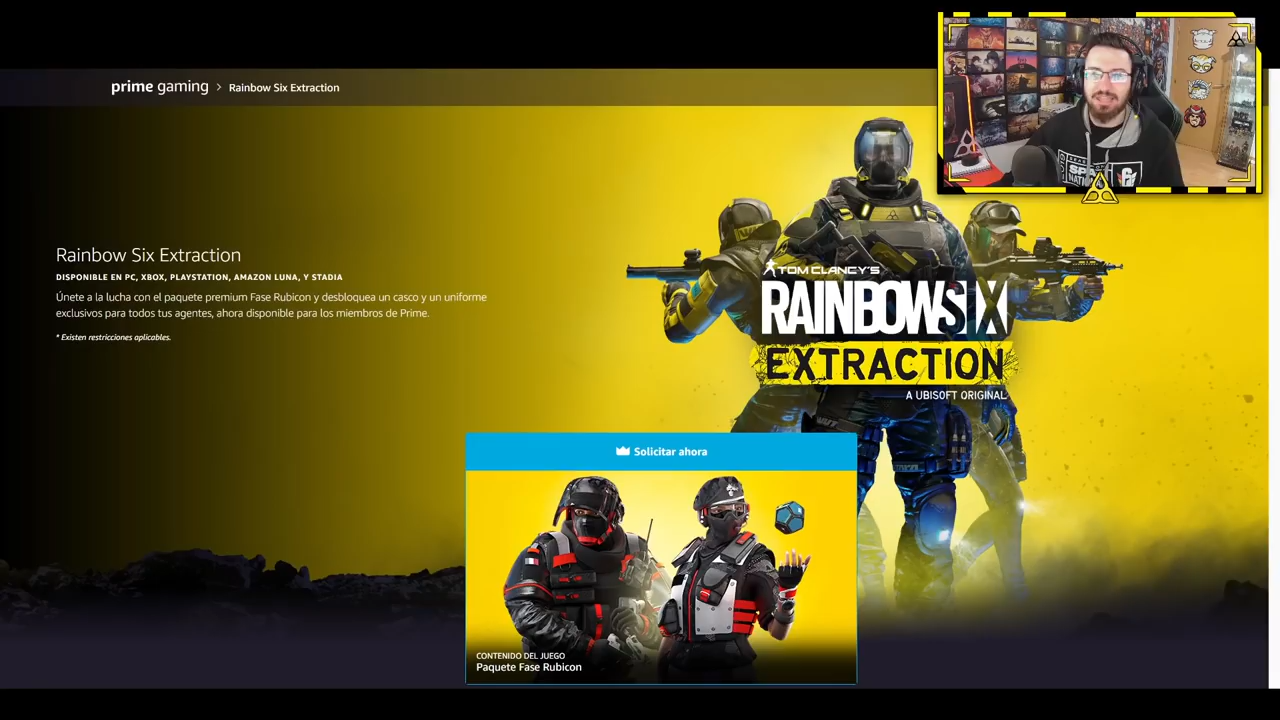 prime gaming > Rainbow Six Extraction
Rainbow Six Extraction
DISPONIBLE EN PC, XBOX, PLAYSTATION, AMAZON LUNA, Y STADIA
Únete a la lucha con el paquete premium Fase Rubicon y desbloquea un casco y un uniforme
exclusivos para todos tus agentes, ahora disponible para los miembros de Prime.
* Existen restricciones aplicables.
TOM CLANCY'S
RAINBOW SIX
EXTRACTION
A UBISOFT ORIGINAL
Solicitar ahora
CONTENIDO DEL JUEGO
Paquete Fase Rubicon